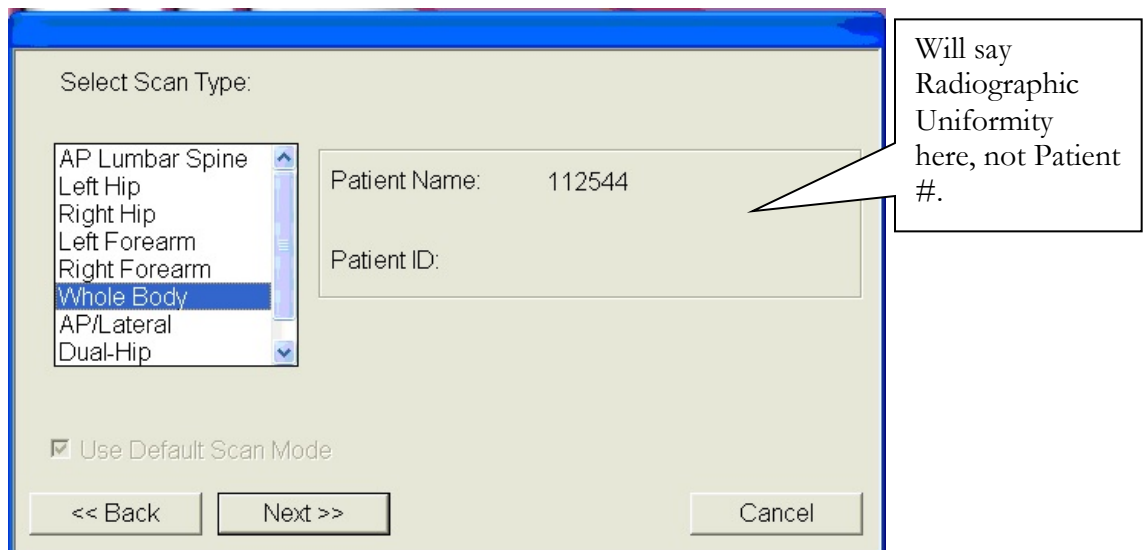 Select Scan Type:
AP Lumbar Spine
Left Hip
Right Hip
Left Forearm
Right Forearm
Whole Body
AP/Lateral
Dual-Hip
Patient Name: 112544
Patient ID:
Use Default Scan Mode
<< Back
Next >>
Cancel
Will say
Radiographic
Uniformity
here, not Patient
#.